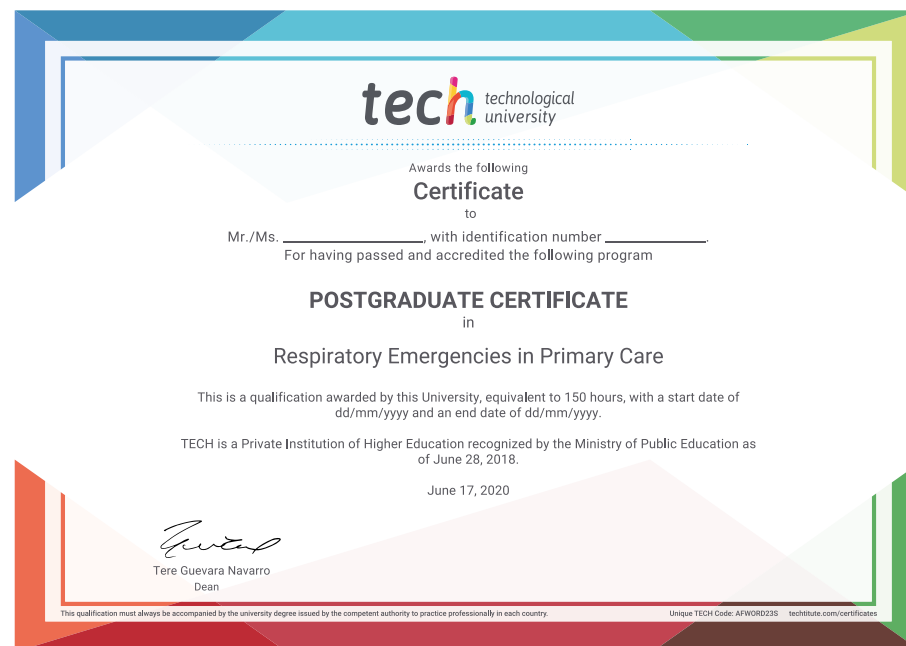 tech technological
university
Awards the following
Certificate
to
Mr./Ms. ____________________, with identification number ______________.
For having passed and accredited the following program
POSTGRADUATE CERTIFICATE
in
Respiratory Emergencies in Primary Care
This is a qualification awarded by this University, equivalent to 150 hours, with a start date of
dd/mm/yyyy and an end date of dd/mm/yyyy.
TECH is a Private Institution of Higher Education recognized by the Ministry of Public Education as
of June 28, 2018.
June 17, 2020
Tere Guevara Navarro
Dean
This qualification must always be accompanied by the university degree issued by the competent authority to practice professionally in each country.
Unique TECH Code: AFWORD23S techtitute.com/certificates